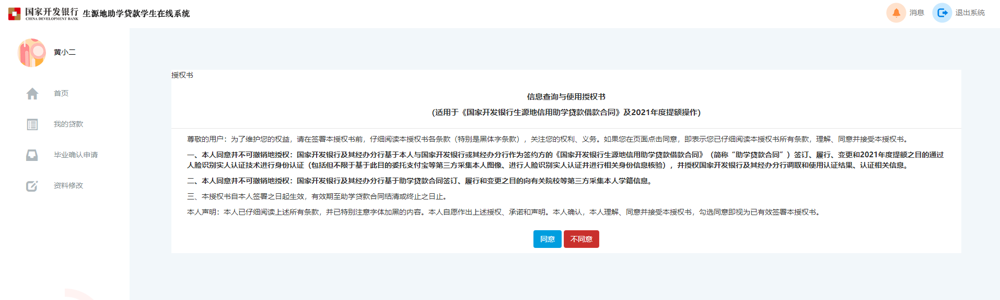 国家开发银行 生源地助学贷款学生在线系统
CHINA DEVELOPMENT BANK
消息 退出系统
黄小二
首页
我的贷款
毕业确认申请
资料修改
授权书
信息查询与使用授权书
（适用于《国家开发银行生源地信用助学贷款借款合同》及2021年度提额操作）
尊敬的用户：为了维护您的权益，请在签署本授权书前，仔细阅读本授权书各条款（特别是黑体字条款），关注您的权利、义务。如果您在页面点击同意，即表示您已仔细阅读本授权书所有条款，理解、同意并接受本授权书。
一、本人同意并不可撤销地授权：国家开发银行及其经办分行基于本人与国家开发银行或其经办分行作为签约方的《国家开发银行生源地信用助学贷款借款合同》（简称“助学贷款合同”）签订、履行、变更和2021年度提额之目的通过
人脸识别实人认证技术进行身份认证（包括但不限于基于此目的委托支付宝等第三方采集本人图像、进行人脸识别实人认证并进行相关身份信息核验），并授权国家开发银行及其经办分行调取和使用认证结果、认证相关信息。
二、本人同意并不可撤销地授权：国家开发银行及其经办分行基于助学贷款合同签订、履行和变更之目的向有关院校等第三方采集本人学籍信息。
三、本授权书自本人签署之日起生效，有效期至助学贷款合同结清或终止之日止。
本人声明：本人已仔细阅读上述所有条款，并已特别注意字体加黑的内容。本人自愿作出上述授权、承诺和声明。本人确认，本人理解、同意并接受本授权书，勾选同意即视为已有效签署本授权书。
同意 不同意